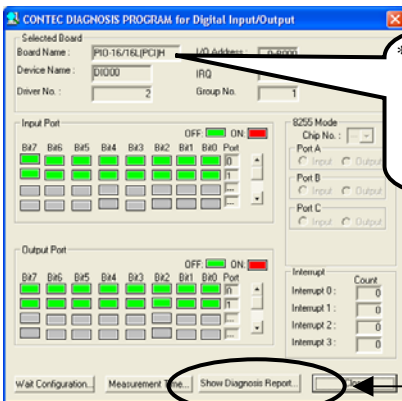 CONTEC DIAGNOSIS PROGRAM for Digital Input/Output
Selected Board
Board Name : PIO-16/16L(PCI)H I/O Address :
*
Device Name : DIO00 IRQ
Driver No. : 2 Group No. 1
Input Port
OFF: ON:
Bit7 Bit6 Bit5 Bit4 Bit3 Bit2 Bit1 Bit0 Port
0
1
8255 Mode
Chip No. :
Port A
Input Output
Port B
Input Output
Port C
Input Output
Output Port
OFF: ON:
Bit7 Bit6 Bit5 Bit4 Bit3 Bit2 Bit1 Bit0 Port
0
1
Interrupt
Count
Interrupt 0 : 0
Interrupt 1 : 0
Interrupt 2 : 0
Interrupt 3 : 0
Wait Configuration... Measurement Time... Show Diagnosis Report...